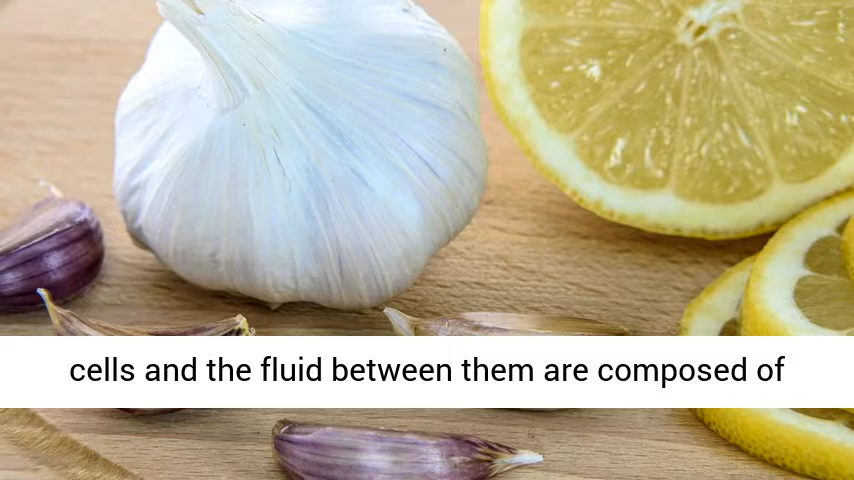 cells and the fluid between them are composed of